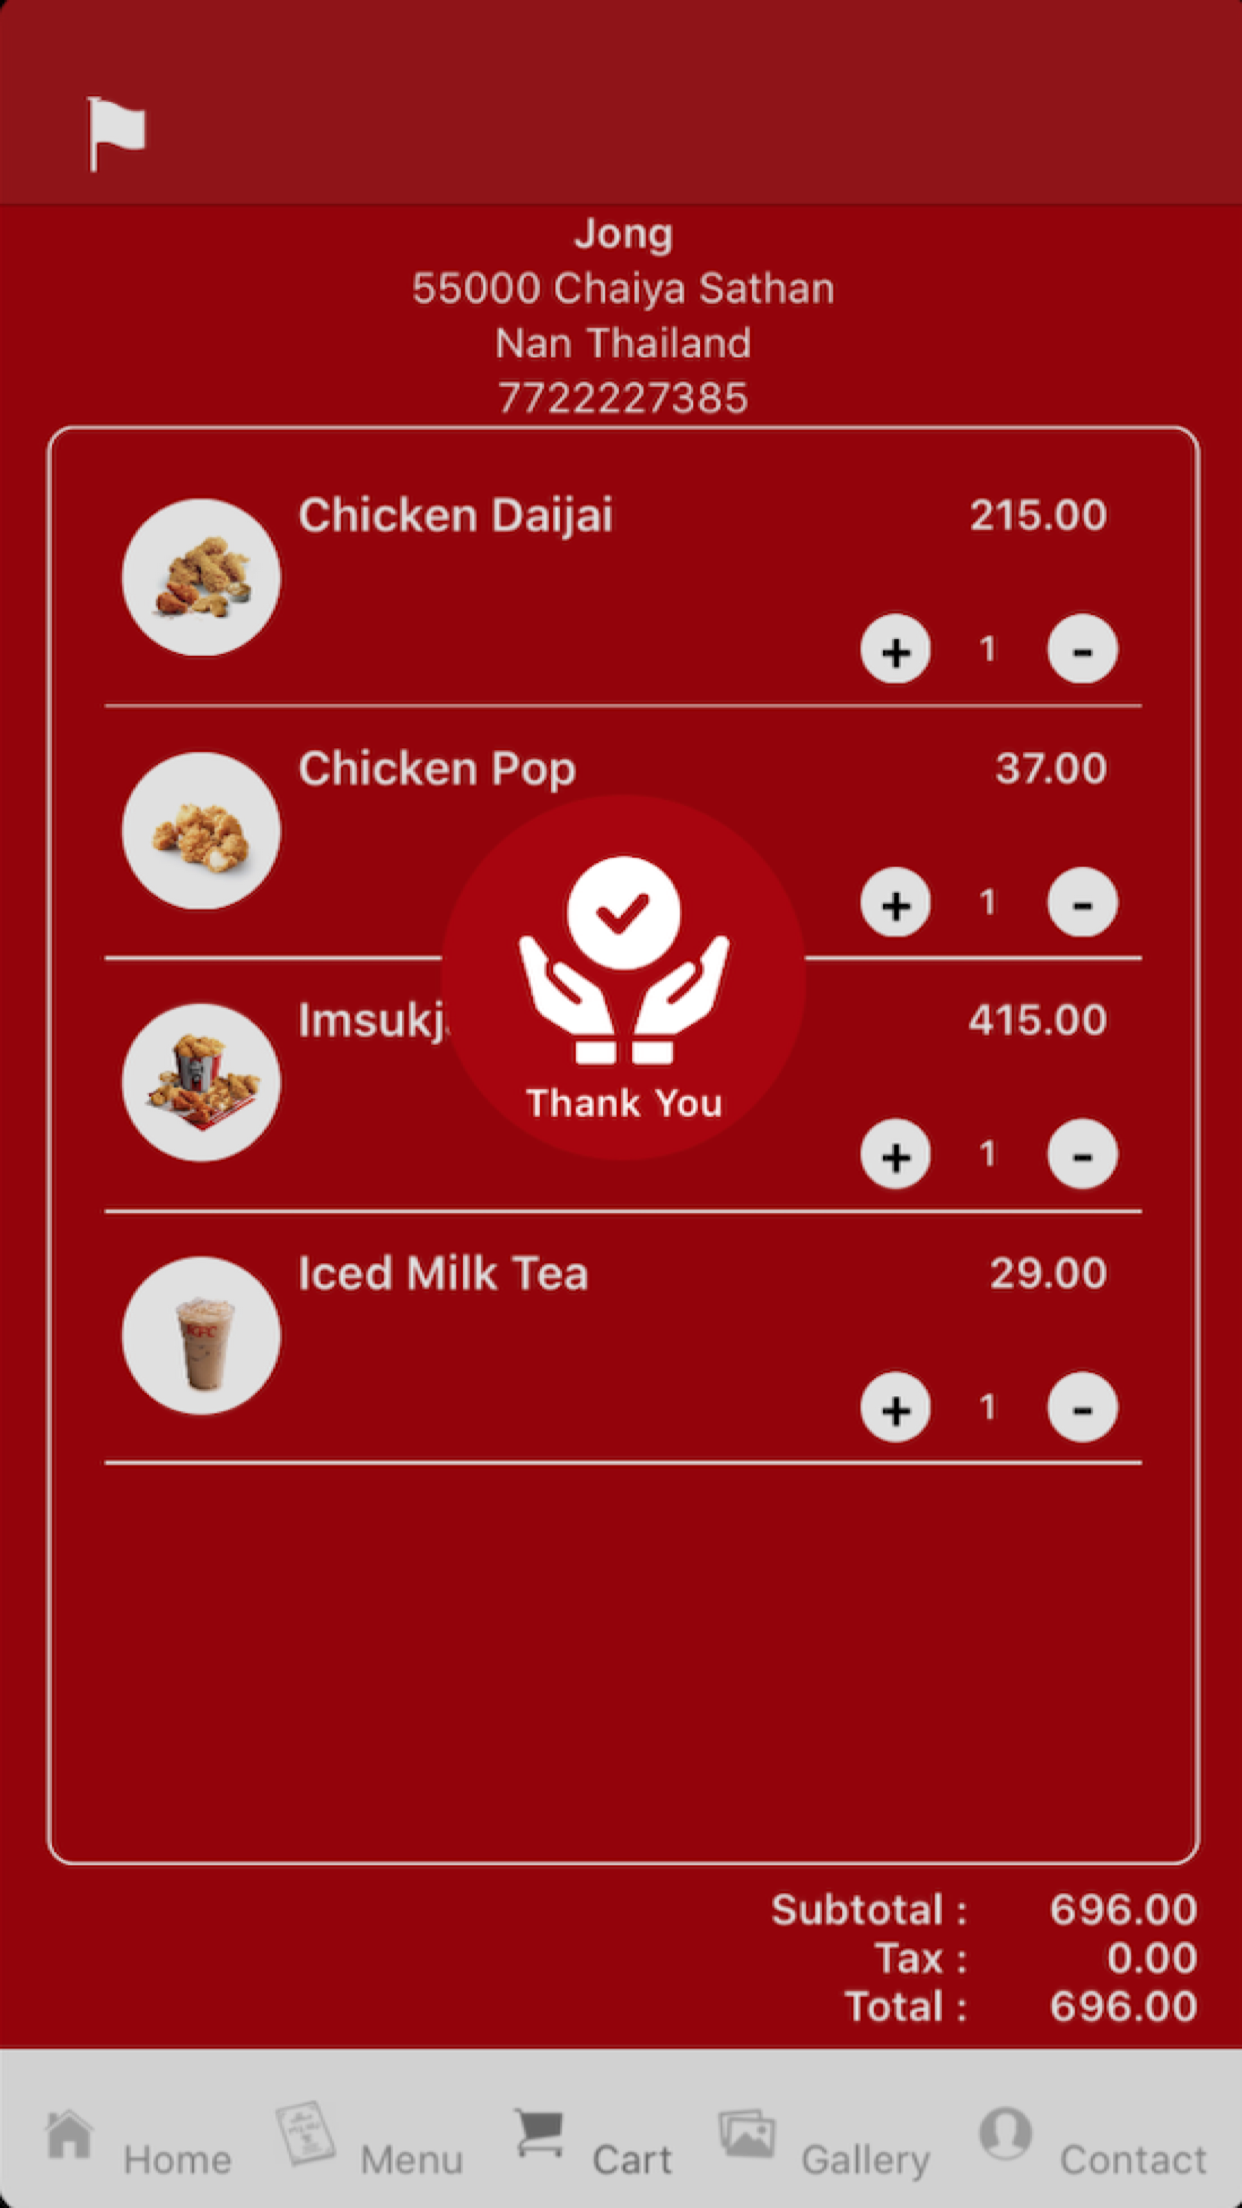 Jong
55000 Chaiya Sathan
Nan Thailand
7722227385
Chicken Daijai 215.00
+ 1 -
Chicken Pop 37.00
+ 1 -
415.00
Thank You
+ 1 -
Iced Milk Tea 29.00
KFC
+ 1 -
Subtotal : 696.00
Tax : 0.00
Total : 696.00
Home Menu Cart Gallery Contact